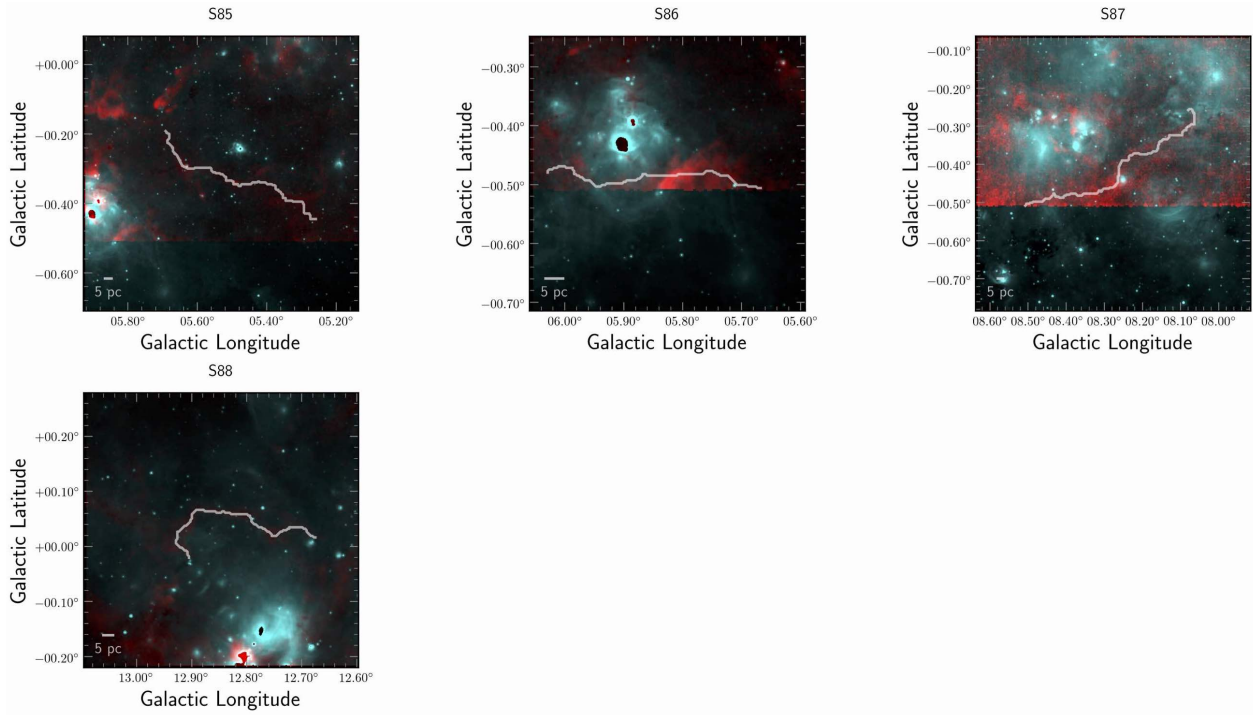 S85
S86
S87
+00.00°
−00.20°
−00.40°
−00.60°
Galactic Latitude
5 pc
05.80° 05.60° 05.40° 05.20°
Galactic Longitude
−00.30°
−00.40°
−00.50°
−00.60°
−00.70°
Galactic Latitude
5 pc
06.00° 05.90° 05.80° 05.70° 05.60°
Galactic Longitude
−00.10°
−00.20°
−00.30°
−00.40°
−00.50°
−00.60°
−00.70°
Galactic Latitude
5 pc
08.60° 08.50° 08.40° 08.30° 08.20° 08.10° 08.00°
Galactic Longitude
S88
+00.20°
+00.10°
+00.00°
−00.10°
−00.20°
Galactic Latitude
5 pc
13.00° 12.90° 12.80° 12.70° 12.60°
Galactic Longitude